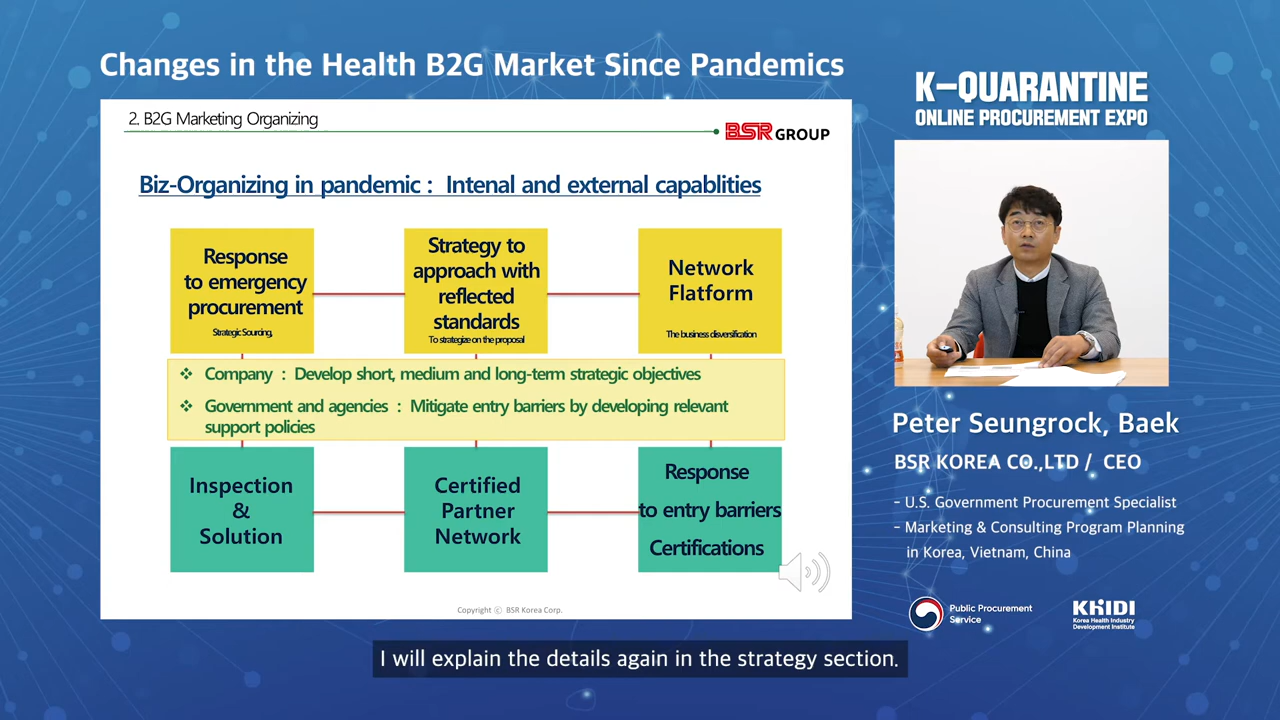 Changes in the Health B2G Market Since Pandemics
K-QUARANTINE
ONLINE PROCUREMENT EXPO
2. B2G Marketing Organizing
BSR GROUP
Biz-Organizing in pandemic : Intenal and external capablities
Response
to emergency
procurement
Strategic Sourcing,
Strategy to
approach with
reflected
standards
To strategize on the proposal
Network
Flatform
The business disversification
❖ Company : Develop short, medium and long-term strategic objectives
❖ Government and agencies : Mitigate entry barriers by developing relevant
support policies
Inspection
&
Solution
Certified
Partner
Network
Response
to entry barriers
Certifications
Copyright ⓒ BSR Korea Corp.
Peter Seungrock, Baek
BSR KOREA CO.,LTD / CEO
- U.S. Government Procurement Specialist
- Marketing & Consulting Program Planning
in Korea, Vietnam, China
Public Procurement
Service
KHIDI
Korea Health Industry
Development Institute
I will explain the details again in the strategy section.